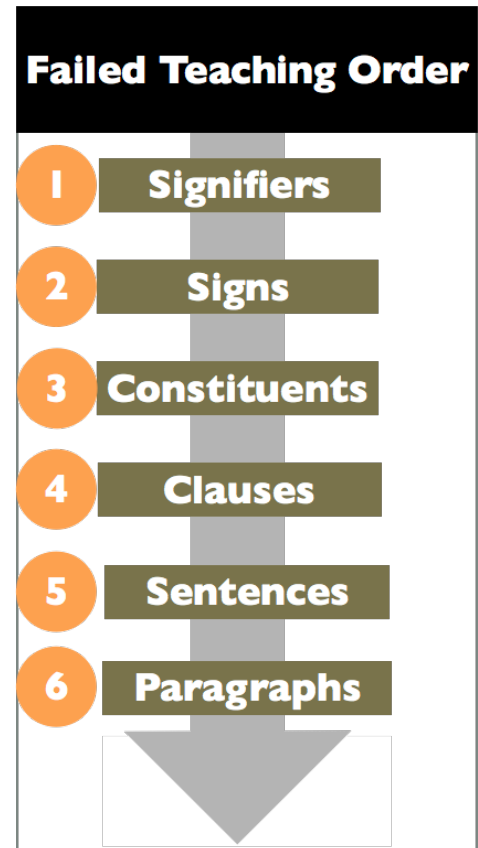 Failed Teaching Order
1 Signifiers
2 Signs
3 Constituents
4 Clauses
5 Sentences
6 Paragraphs